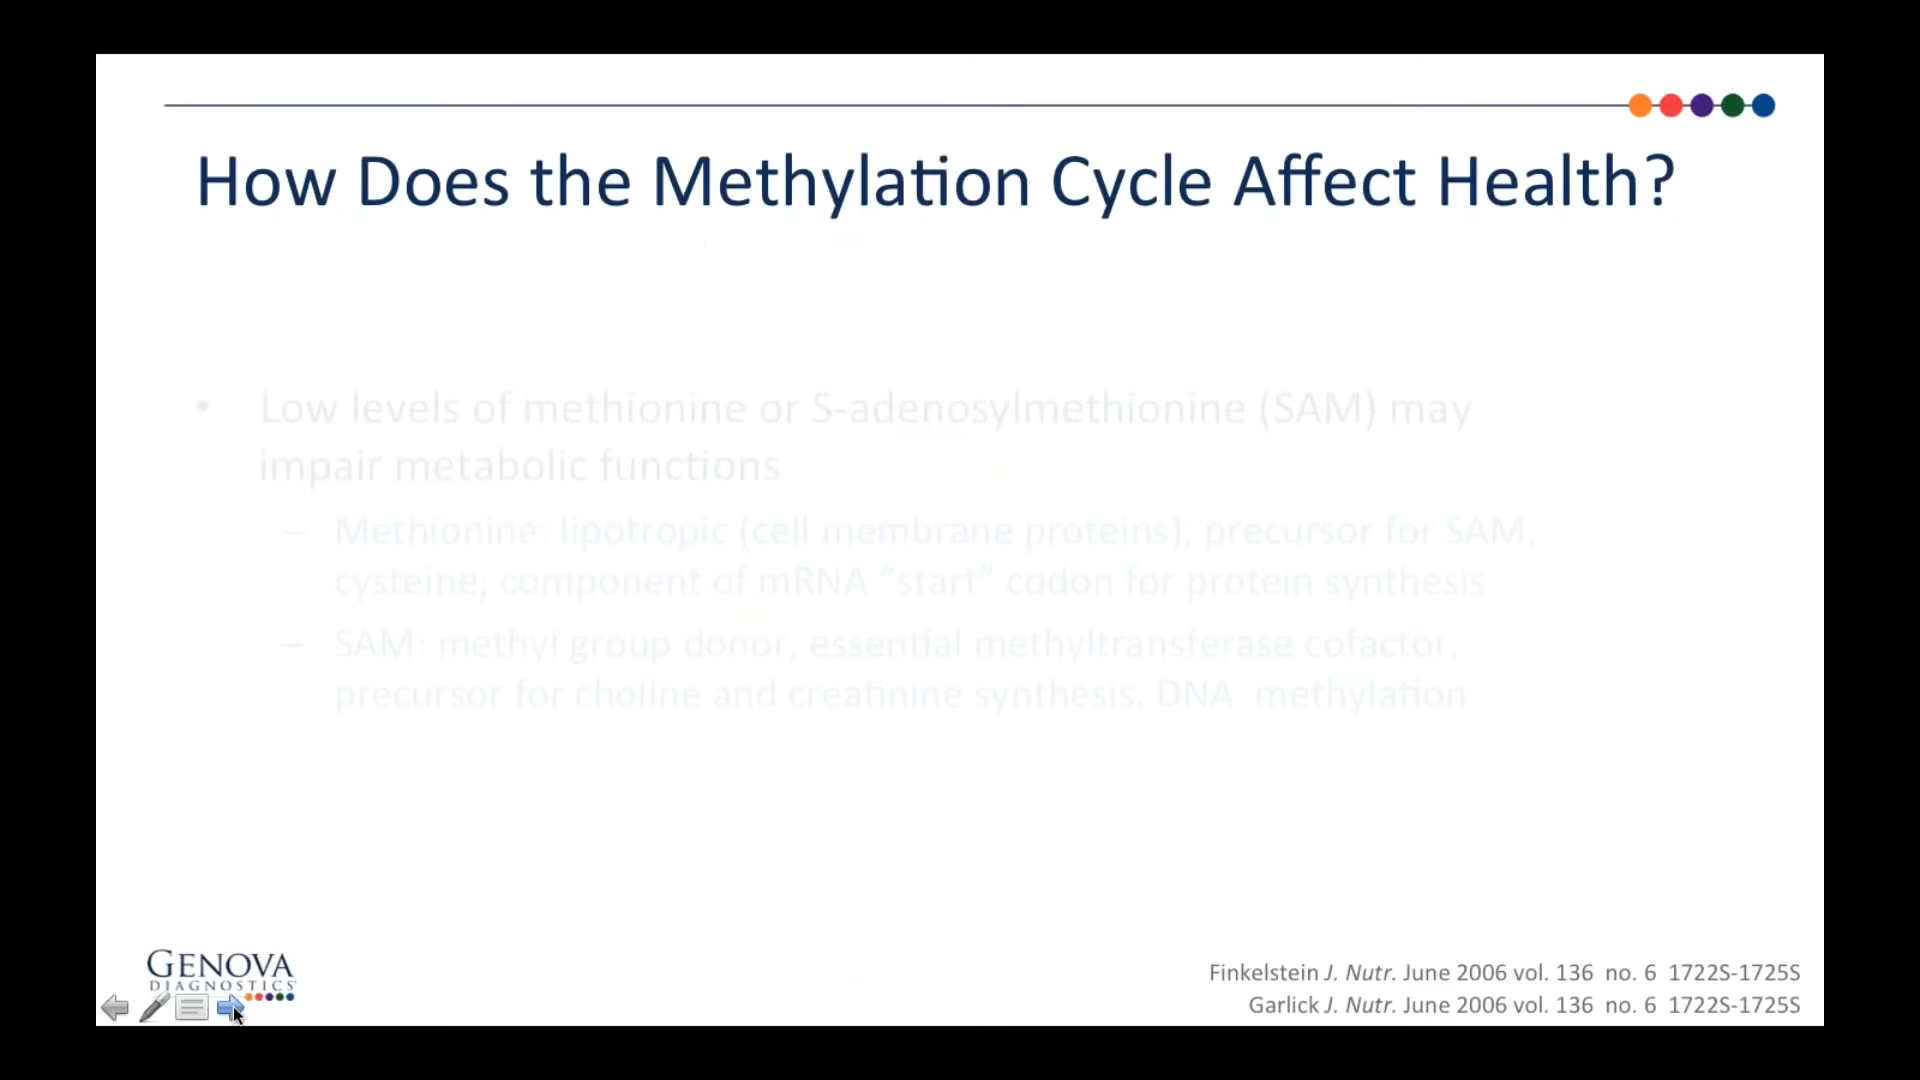 How Does the Methylation Cycle Affect Health?
• Low levels of methionine or S-adenosylmethionine (SAM) may
impair metabolic functions
– Methionine: lipotropic (cell membrane proteins), precursor for SAM,
cysteine; component of mRNA “start” codon for protein synthesis
– SAM: methyl group donor, essential methyltransferase cofactor,
precursor for choline and creatinine synthesis, DNA methylation
GENOVA
DIAGNOSTICS
Finkelstein J. Nutr. June 2006 vol. 136 no. 6 1722S-1725S
Garlick J. Nutr. June 2006 vol. 136 no. 6 1722S-1725S